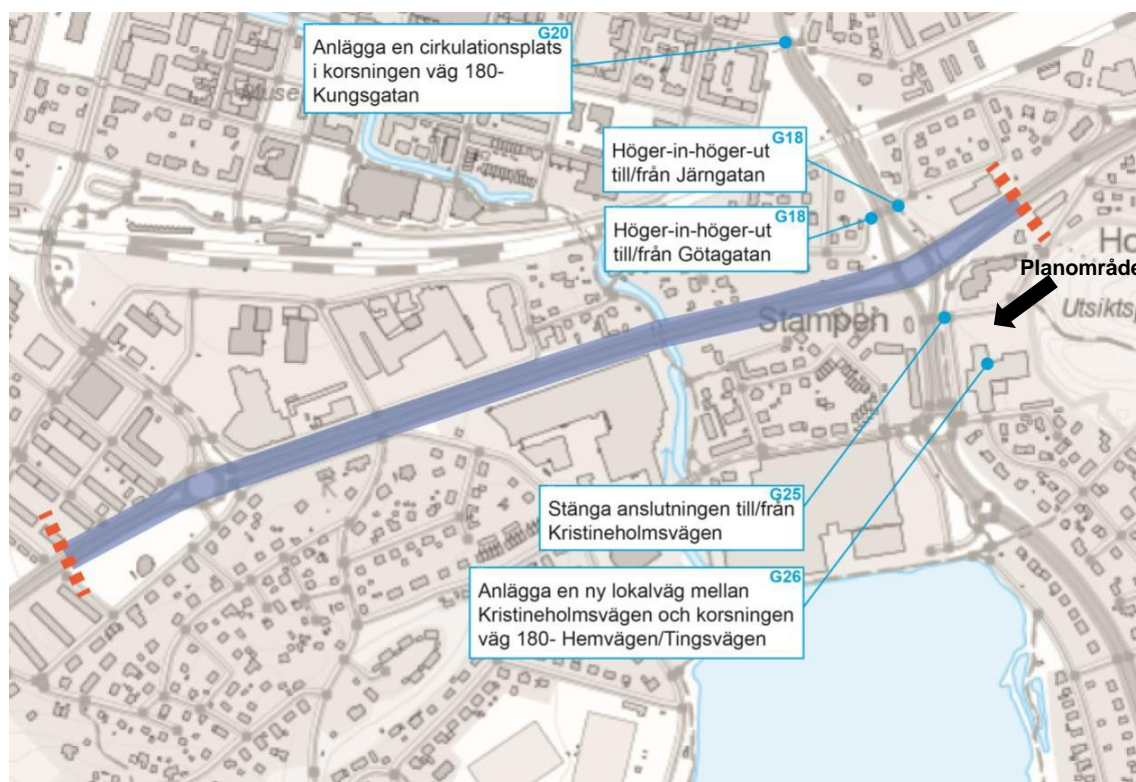 G20
Anlägga en cirkulationsplats
i korsningen väg 180-
Kungsgatan
G18
Höger-in-höger-ut
till/från Järngatan
G18
Höger-in-höger-ut
till/från Götagatan
Ho
Planområde
Utsiktsp
Stampen
G25
Stänga anslutningen till/från
Kristineholmsvägen
G26
Anlägga en ny lokalväg mellan
Kristineholmsvägen och korsningen
väg 180- Hemvägen/Tingsvägen